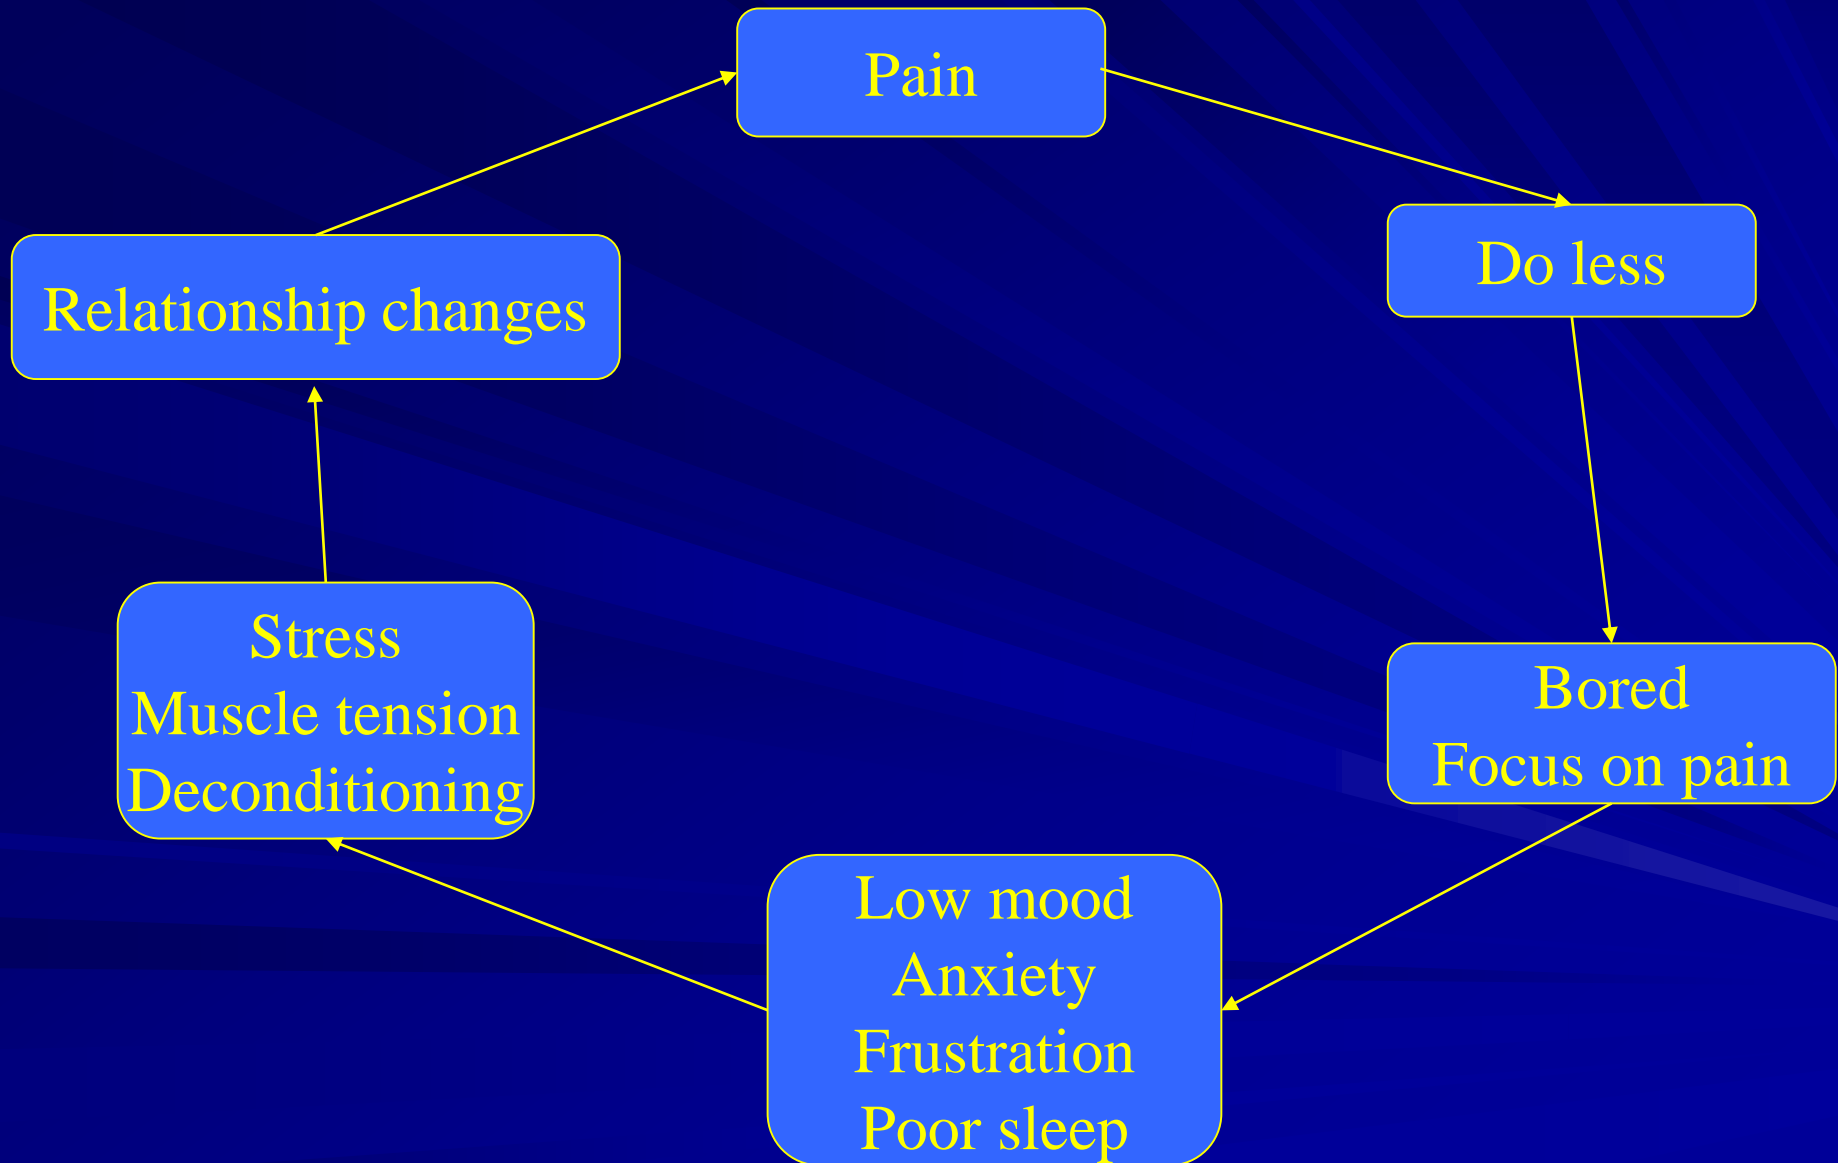 Pain
Do less
Relationship changes
Stress
Muscle tension
Deconditioning
Bored
Focus on pain
Low mood
Anxiety
Frustration
Poor sleep